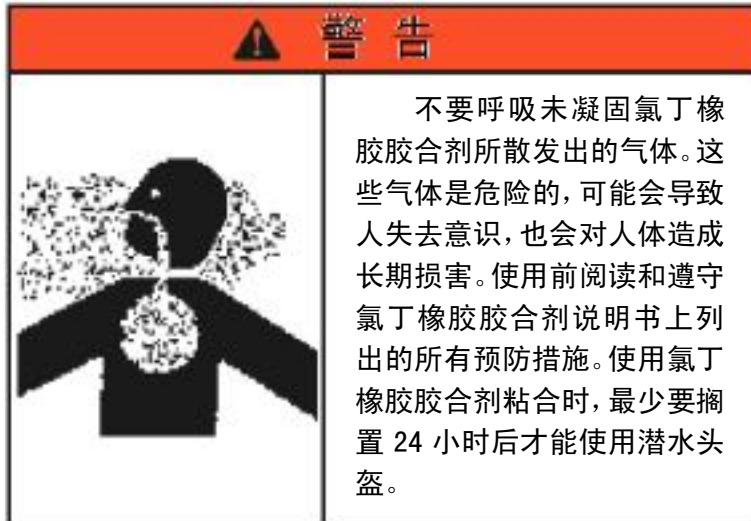 警告
不要呼吸未凝固氯丁橡
胶胶合剂所散发出的气体。这
些气体是危险的，可能会导致
人失去意识，也会对人体造成
长期损害。使用前阅读和遵守
氯丁橡胶胶合剂说明书上列
出的所有预防措施。使用氯丁
橡胶胶合剂粘合时，最少要搁
置 24 小时后才能使用潜水头
盔。